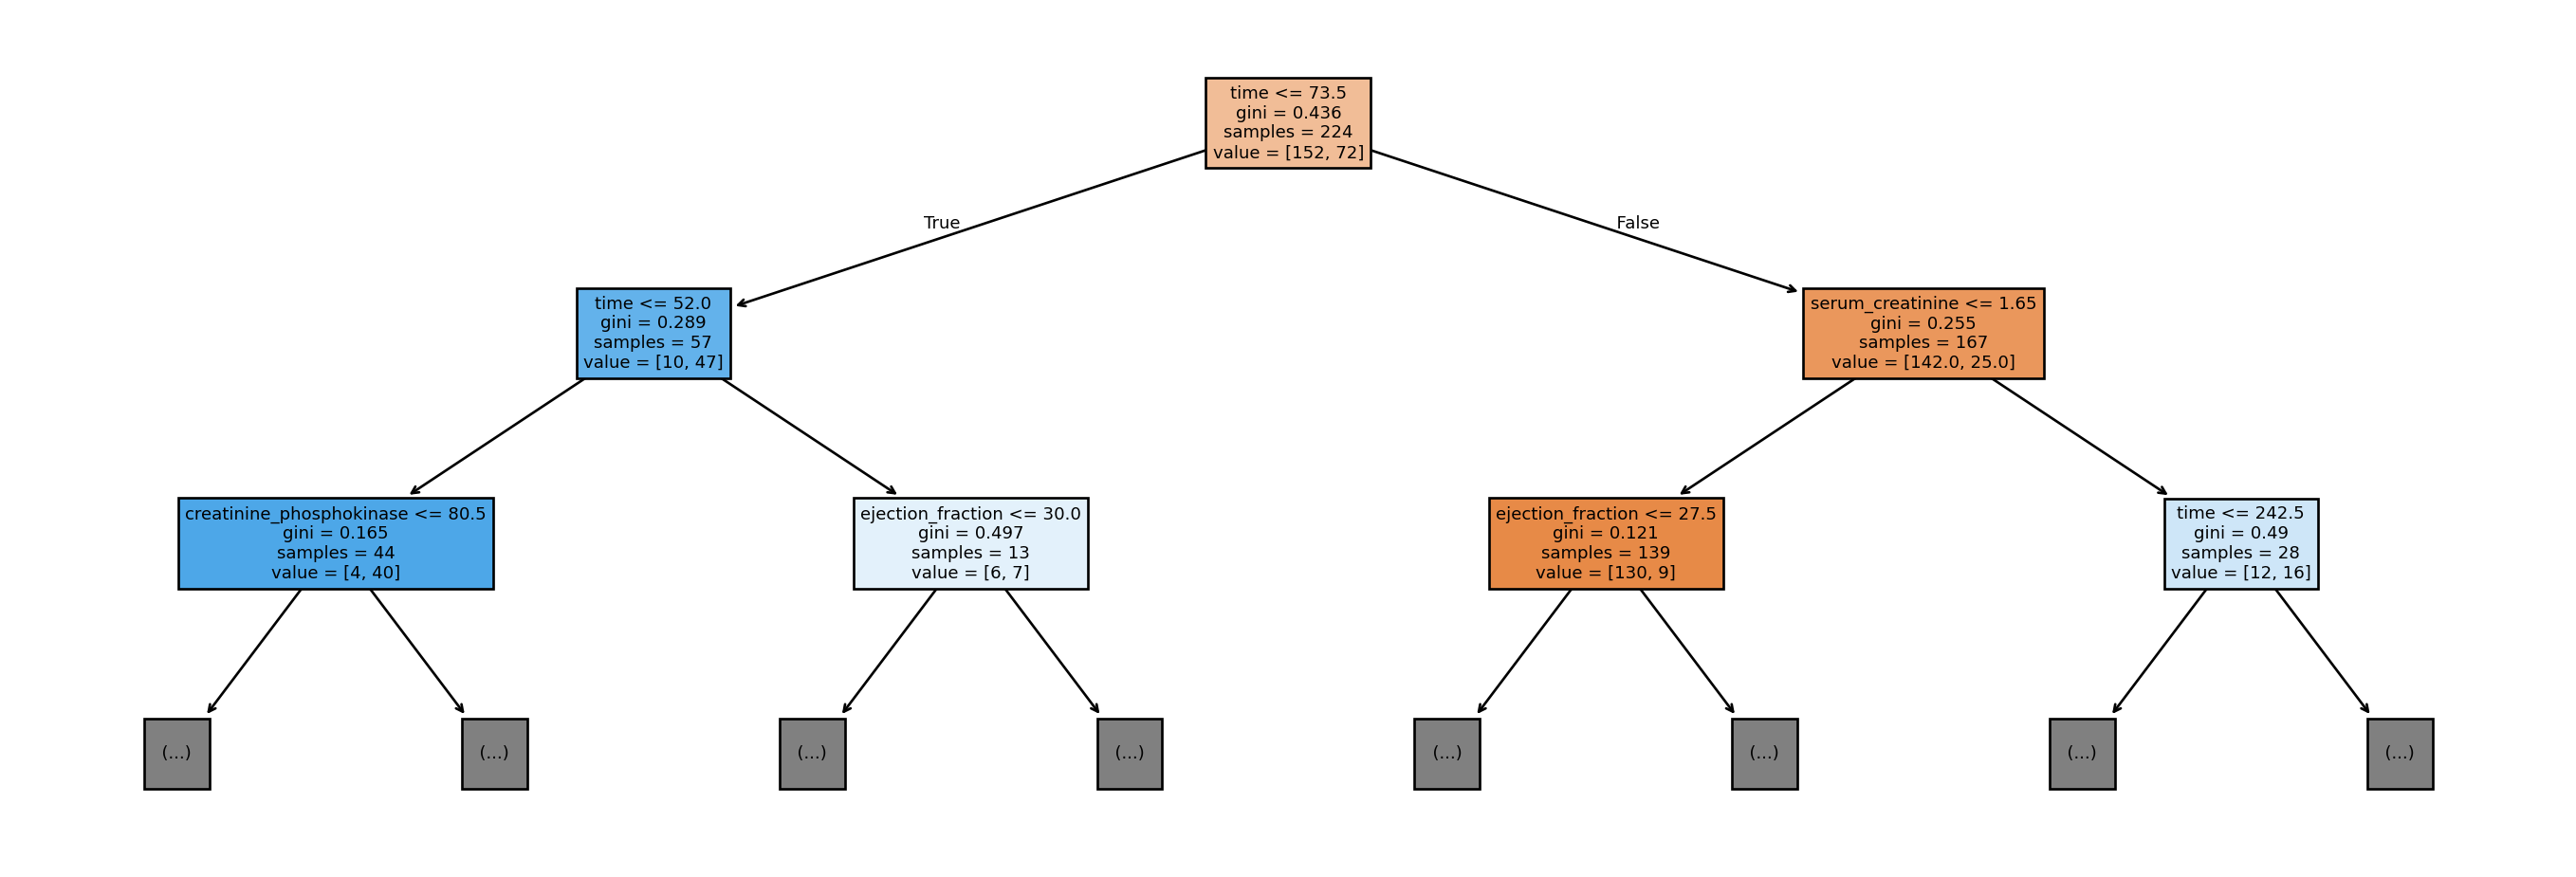 time <= 73.5
gini = 0.436
samples = 224
value = [152, 72]
True
False
time <= 52.0
gini = 0.289
samples = 57
value = [10, 47]
serum_creatinine <= 1.65
gini = 0.255
samples = 167
value = [142.0, 25.0]
creatinine_phosphokinase <= 80.5
gini = 0.165
samples = 44
value = [4, 40]
ejection_fraction <= 30.0
gini = 0.497
samples = 13
value = [6, 7]
ejection_fraction <= 27.5
gini = 0.121
samples = 139
value = [130, 9]
time <= 242.5
gini = 0.49
samples = 28
value = [12, 16]
(...)
(...)
(...)
(...)
(...)
(...)
(...)
(...)